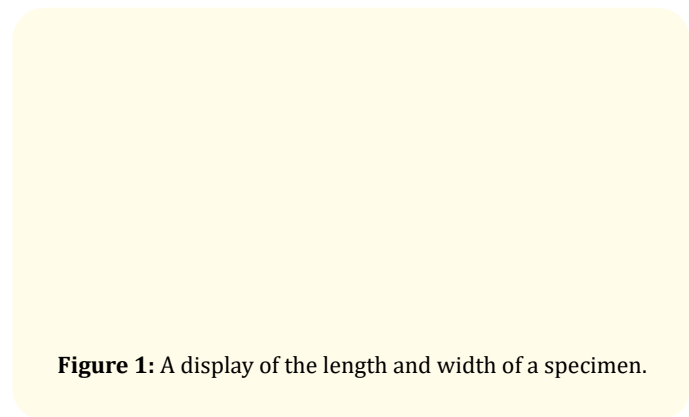 Figure 1: A display of the length and width of a specimen.